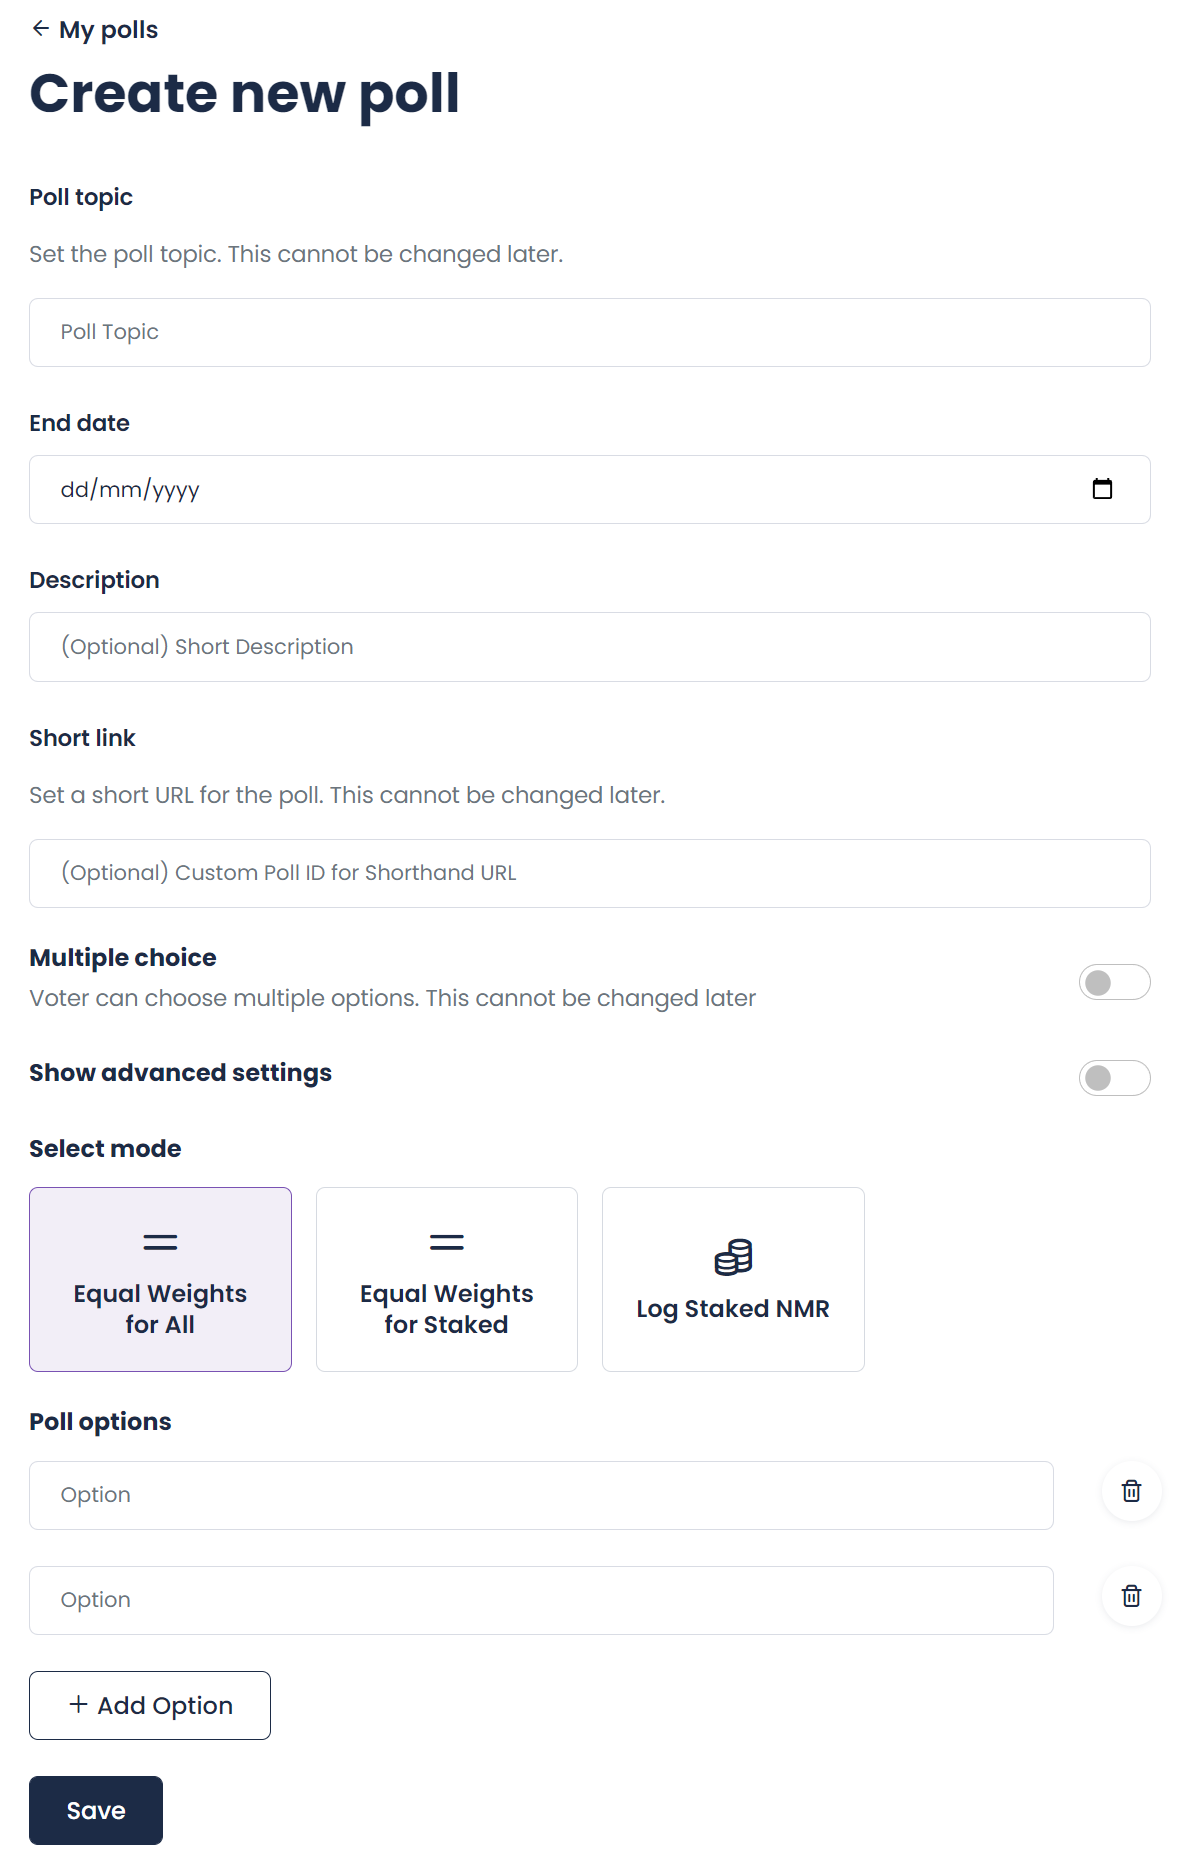 My polls
Create new poll
Poll topic
Set the poll topic. This cannot be changed later.
Poll Topic
End date
dd/mm/yyyy
Description
(Optional) Short Description
Short link
Set a short URL for the poll. This cannot be changed later.
(Optional) Custom Poll ID for Shorthand URL
Multiple choice
Voter can choose multiple options. This cannot be changed later
Show advanced settings
Select mode
Equal Weights
for All
Equal Weights
for Staked
Log Staked NMR
Poll options
Option
Option
Add Option
Save